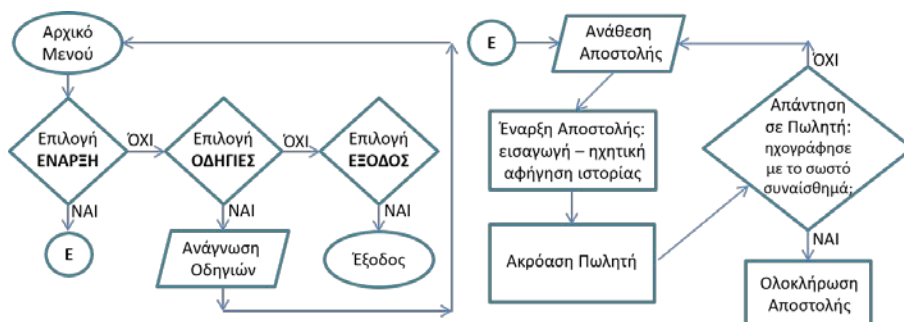 Αρχικό
Μενού
Επιλογή
ΕΝΑΡΞΗ
ΌΧΙ
Επιλογή
ΟΔΗΓΙΕΣ
ΌΧΙ
Επιλογή
ΕΞΟΔΟΣ
ΝΑΙ
ΝΑΙ
ΝΑΙ
Ε
Ανάγνωση
Οδηγιών
Έξοδος
Ε
Ανάθεση
Αποστολής
ΌΧΙ
Έναρξη Αποστολής:
εισαγωγή – ηχητική
αφήγηση ιστορίας
Απάντηση
σε Πωλητή:
ηχογράφησε
με το σωστό
συναίσθημά;
Ακρόαση Πωλητή
ΝΑΙ
Ολοκλήρωση
Αποστολής